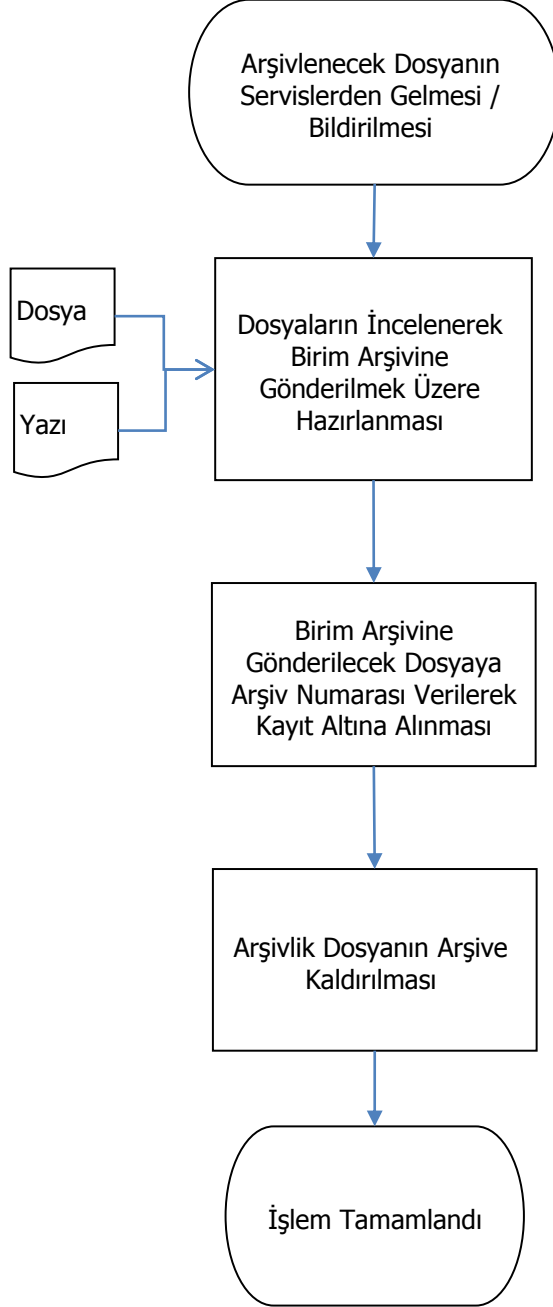 Arşivlenecek Dosyanın
Servislerden Gelmesi /
Bildirilmesi
Dosya
Yazı
Dosyaların İncelenerek
Birim Arşivine
Gönderilmek Üzere
Hazırlanması
Birim Arşivine
Gönderilecek Dosyaya
Arşiv Numarası Verilerek
Kayıt Altına Alınması
Arşivlik Dosyanın Arşive
Kaldırılması
İşlem Tamamlandı